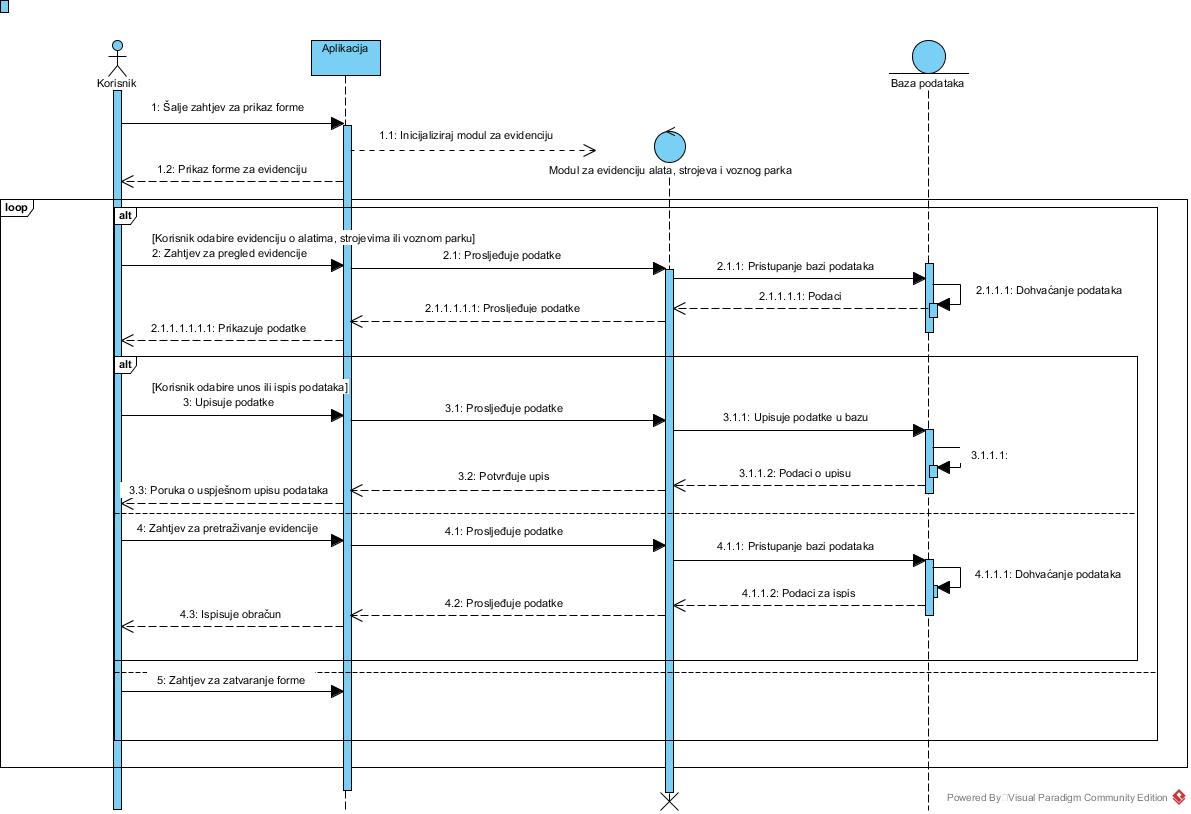 Korisnik
Aplikacija
Baza podataka
1: Šalje zahtjev za prikaz forme
1.1: Inicijaliziraj modul za evidenciju
1.2: Prikaz forme za evidenciju
Modul za evidenciju alata, strojeva i voznog parka
loop
alt
[Korisnik odabire evidenciju o alatima, strojevima ili voznom parku]
2: Zahtjev za pregled evidencije
2.1: Prosljeđuje podatke
2.1.1: Pristupanje bazi podataka
2.1.1.1: Dohvaćanje podataka
2.1.1.1.1: Podaci
2.1.1.1.1.1: Prosljeđuje podatke
2.1.1.1.1.1.1: Prikazuje podatke
alt
[Korisnik odabire unos ili ispis podataka]
3: Upisuje podatke
3.1: Prosljeđuje podatke
3.1.1: Upisuje podatke u bazu
3.1.1.1:
3.1.1.2: Podaci o upisu
3.2: Potvrđuje upis
3.3: Poruka o uspješnom upisu podataka
4: Zahtjev za pretraživanje evidencije
4.1: Prosljeđuje podatke
4.1.1: Pristupanje bazi podataka
4.1.1.1: Dohvaćanje podataka
4.1.1.2: Podaci za ispis
4.2: Prosljeđuje podatke
4.3: Ispisuje obračun
5: Zahtjev za zatvaranje forme
Powered By Visual Paradigm Community Edition